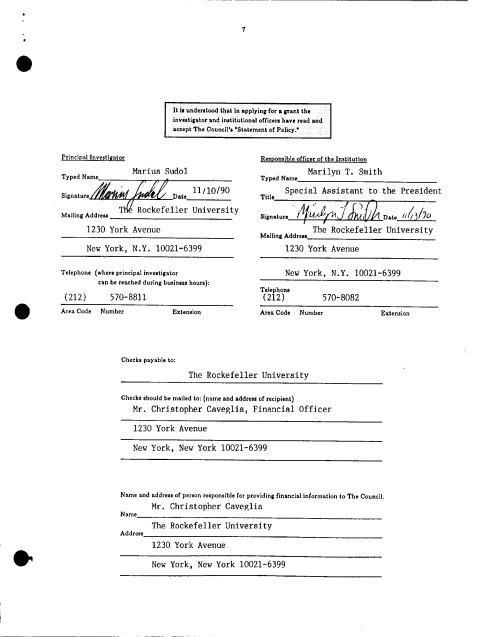 7
It is understood that in applying for a grant the
investigator and institutional officers have read and
accept The Council's "Statement of Policy."
Principal Investigator
Typed Name Marius Sudol
Signature Marius Sudol Date 11/10/90
Mailing Address The Rockefeller University
1230 York Avenue
New York, N.Y. 10021-6399
Telephone (where principal investigator
can be reached during business hours):
(212) 570-8811
Area Code Number Extension
Responsible officer of the Institution
Typed Name Marilyn T. Smith
Title Special Assistant to the President
Signature Marilyn T. Smith Date 11/13/90
Mailing Address The Rockefeller University
1230 York Avenue
New York, N.Y. 10021-6399
Telephone
(212) 570-8082
Area Code Number Extension
Checks payable to:
The Rockefeller University
Checks should be mailed to: (name and address of recipient)
Mr. Christopher Caveglia, Financial Officer
1230 York Avenue
New York, New York 10021-6399
Name and address of person responsible for providing financial information to The Council.
Name Mr. Christopher Caveglia
Address The Rockefeller University
1230 York Avenue
New York, New York 10021-6399